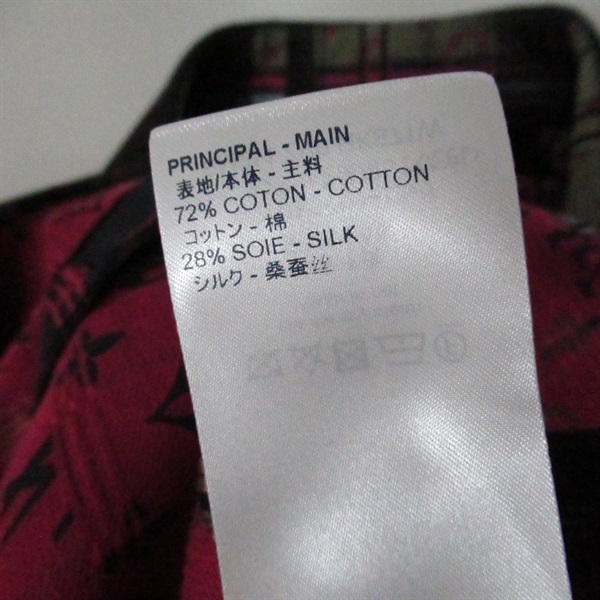 PRINCIPAL - MAIN
表地/本体 - 主料
72% COTON - COTTON
コットン - 棉
28% SOIE - SILK
シルク - 桑蚕丝